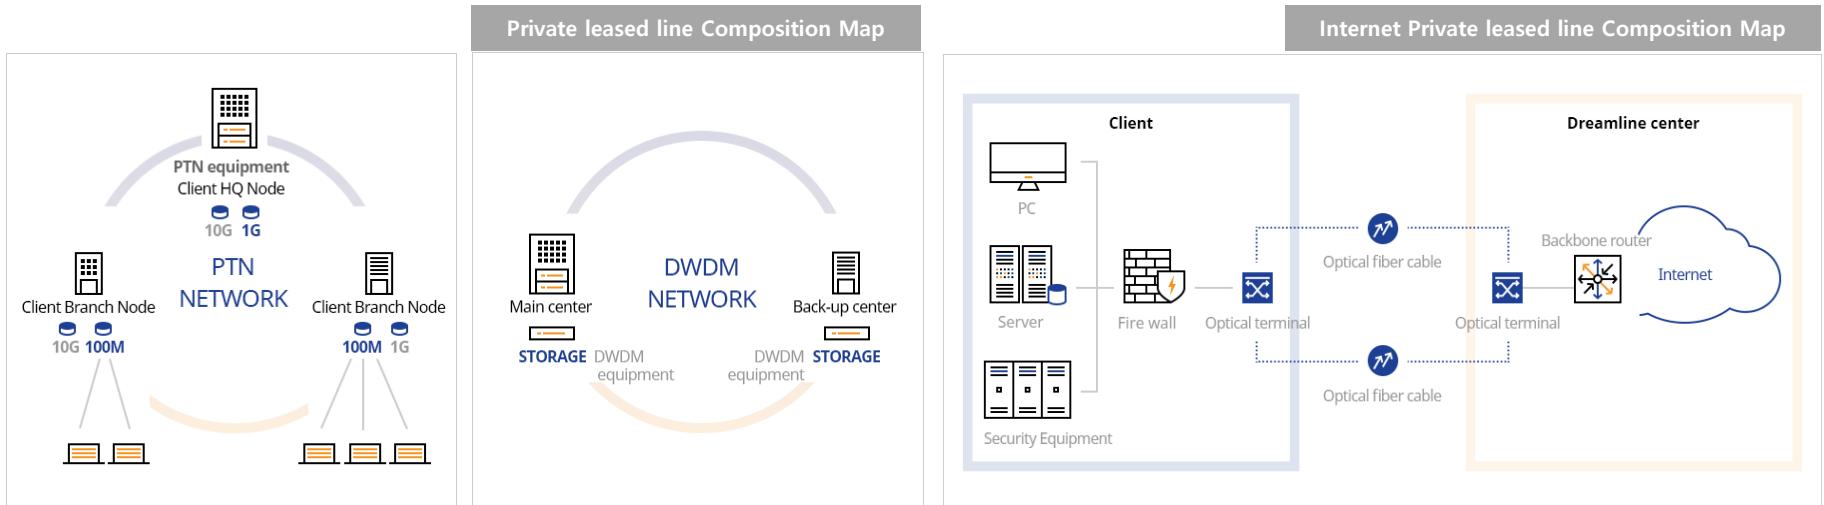 Private leased line Composition Map
Internet Private leased line Composition Map
PTN equipment
Client HQ Node
10G 1G
PTN
NETWORK
Client Branch Node
10G 100M
Client Branch Node
100M 1G
DWDM
NETWORK
Main center
STORAGE DWDM
equipment
Back-up center
DWDM STORAGE
equipment
Client
PC
Server
Security Equipment
Fire wall
Optical terminal
Optical fiber cable
Optical fiber cable
Dreamline center
Optical terminal
Backbone router
Internet